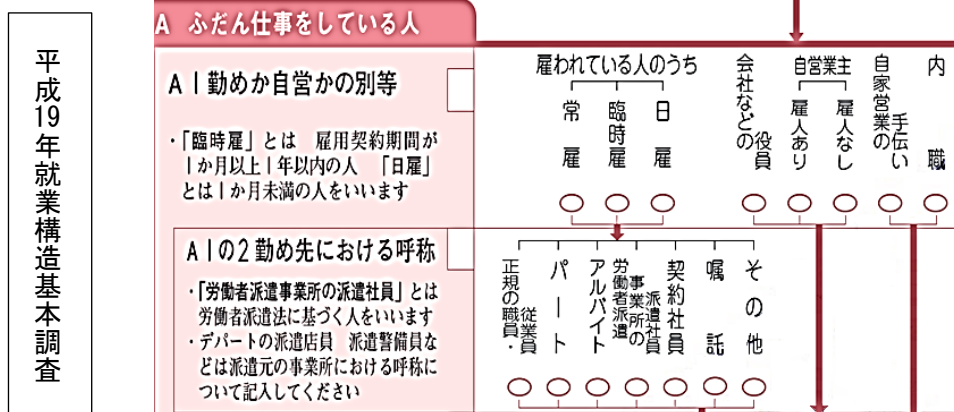 平成19年就業構造基本調査
A ふだん仕事をしている人
A1勤めか自営かの別等
・「臨時雇」とは 雇用契約期間が
1か月以上1年以内の人 「日雇」
とは1か月未満の人をいいます
雇われている人のうち
常雇
臨時雇
日雇
会社などの
役員
自営業主
雇人あり
雇人なし
自家営業の
手伝い
内職
A1の2勤め先における呼称
・「労働者派遣事業所の派遣社員」とは
労働者派遣法に基づく人をいいます
・デパートの派遣店員 派遣警備員な
どは派遣元の事業所における呼称に
ついて記入してください
正規の職員・
従業員
パート
アルバイト
労働者派遣
事業所の
派遣社員
契約社員
嘱託
その他